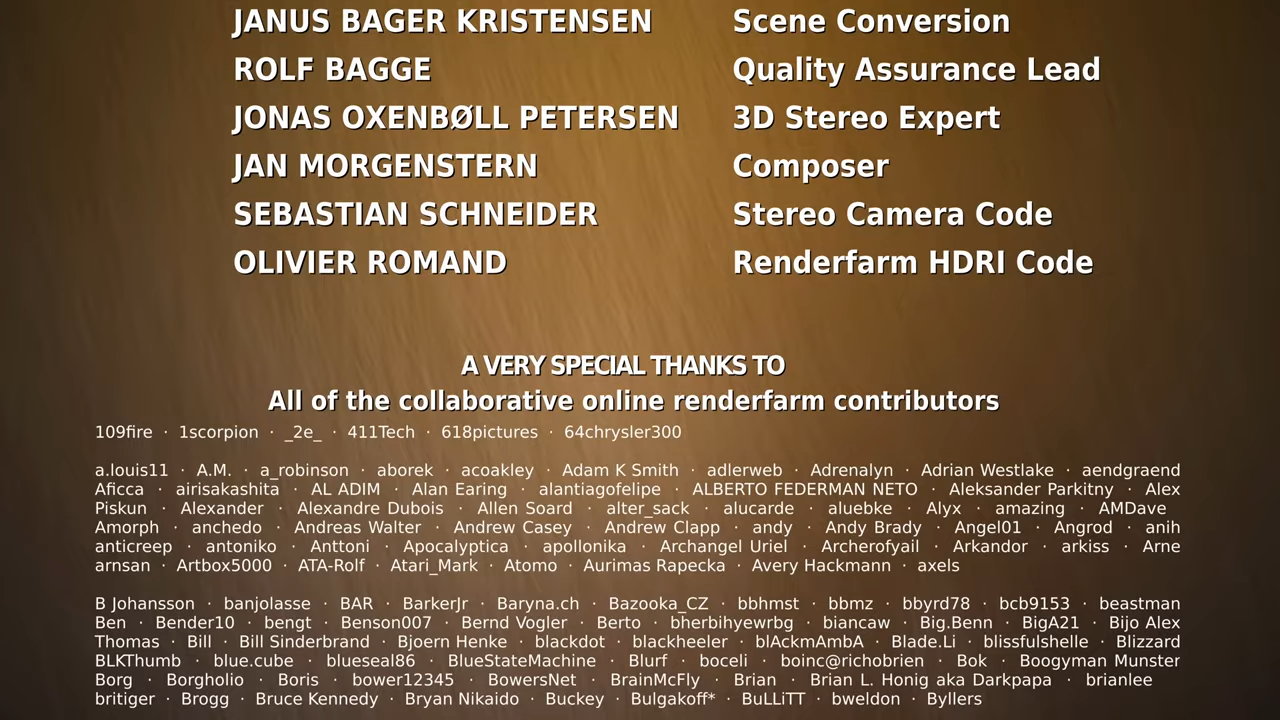 JANUS BAGER KRISTENSEN Scene Conversion
ROLF BAGGE Quality Assurance Lead
JONAS OXENBØLL PETERSEN 3D Stereo Expert
JAN MORGENSTERN Composer
SEBASTIAN SCHNEIDER Stereo Camera Code
OLIVIER ROMAND Renderfarm HDRI Code
A VERY SPECIAL THANKS TO
All of the collaborative online renderfarm contributors
109fire · 1scorpion · _2e_ · 411Tech · 618pictures · 64chrysler300
a.louis11 · A.M. · a_robinson · aborek · acoakley · Adam K Smith · adlerweb · Adrenalyn · Adrian Westlake · aendgraend
Aficca · airisakashita · AL ADIM · Alan Earing · alantiagofelipe · ALBERTO FEDERMAN NETO · Aleksander Parkitny · Alex
Piskun · Alexander · Alexandre Dubois · Allen Soard · alter_sack · alucarde · aluebke · Alyx · amazing · AMDave
Amorph · anchedo · Andreas Walter · Andrew Casey · Andrew Clapp · andy · Andy Brady · Angel01 · Angrod · anih
anticreep · antoniko · Anttoni · Apocalyptica · apollonika · Archangel Uriel · Archerofyail · Arkandor · arkiss · Arne
arnsan · Artbox5000 · ATA-Rolf · Atari_Mark · Atomo · Aurimas Rapecka · Avery Hackmann · axels
B Johansson · banjolasse · BAR · BarkerJr · Baryna.ch · Bazooka_CZ · bbhmst · bbmz · bbyrd78 · bcb9153 · beastman
Ben · Bender10 · bengt · Benson007 · Bernd Vogler · Berto · bherbihyewrbg · biancaw · Big.Benn · BigA21 · Bijo Alex
Thomas · Bill · Bill Sinderbrand · Bjoern Henke · blackdot · blackheeler · blAckmAmbA · Blade.Li · blissfulshelle · Blizzard
BLKThumb · blue.cube · blueseal86 · BlueStateMachine · Blurf · boceli · boinc@richobrien · Bok · Boogyman Munster
Borg · Borgholio · Boris · bower12345 · BowersNet · BrainMcFly · Brian · Brian L. Honig aka Darkpapa · brianlee
britiger · Brogg · Bruce Kennedy · Bryan Nikaido · Buckey · Bulgakoff* · BuLLiTT · bweldon · Byllers